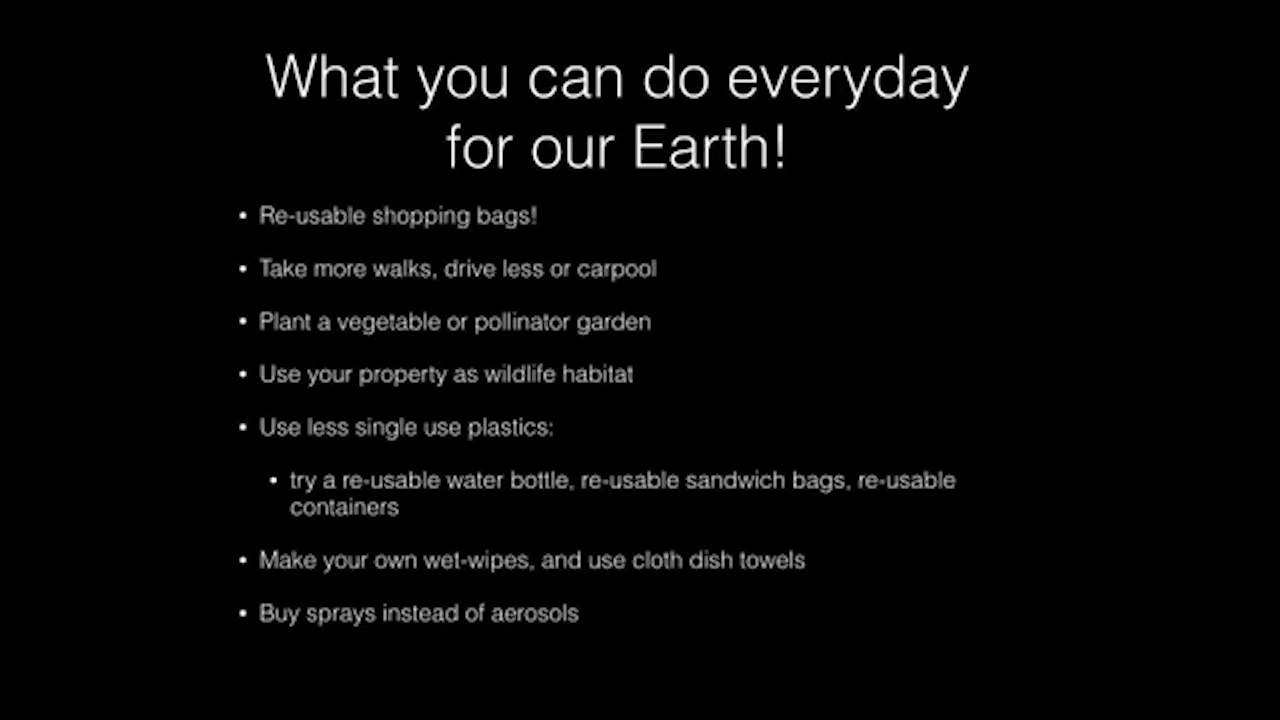 What you can do everyday
for our Earth!
• Re-usable shopping bags!
• Take more walks, drive less or carpool
• Plant a vegetable or pollinator garden
• Use your property as wildlife habitat
• Use less single use plastics:
• try a re-usable water bottle, re-usable sandwich bags, re-usable
containers
• Make your own wet-wipes, and use cloth dish towels
• Buy sprays instead of aerosols